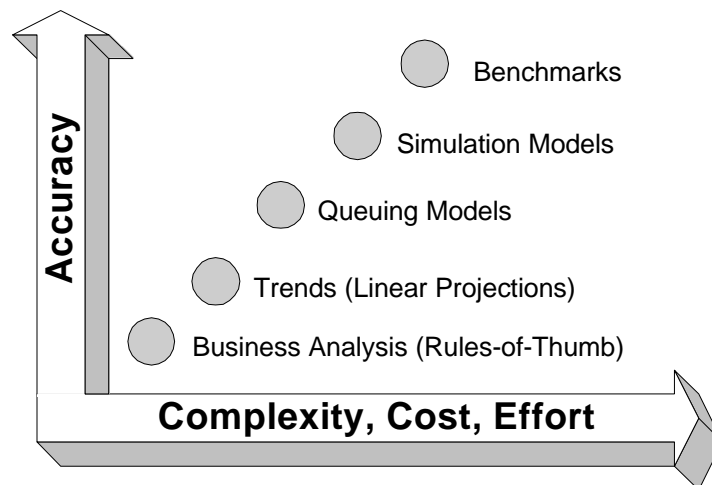 Benchmarks
Simulation Models
Queuing Models
Trends (Linear Projections)
Business Analysis (Rules-of-Thumb)
Accuracy
Complexity, Cost, Effort